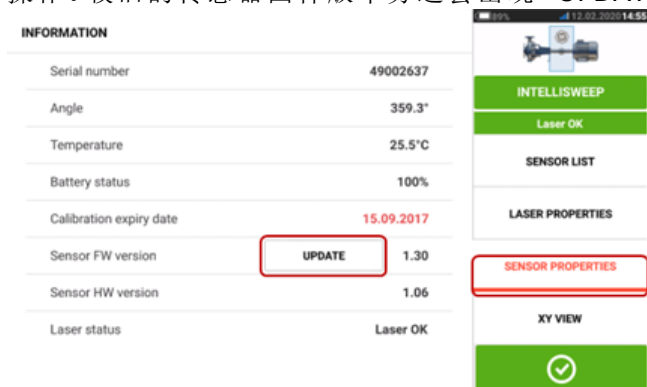 INFORMATION
Serial number 49002637
Angle 359.3°
Temperature 25.5°C
Battery status 100%
Calibration expiry date 15.09.2017
Sensor FW version UPDATE 1.30
Sensor HW version 1.06
Laser status Laser OK
89% 12.02.2020 14:55
INTELLISWEEP
Laser OK
SENSOR LIST
LASER PROPERTIES
SENSOR PROPERTIES
XY VIEW